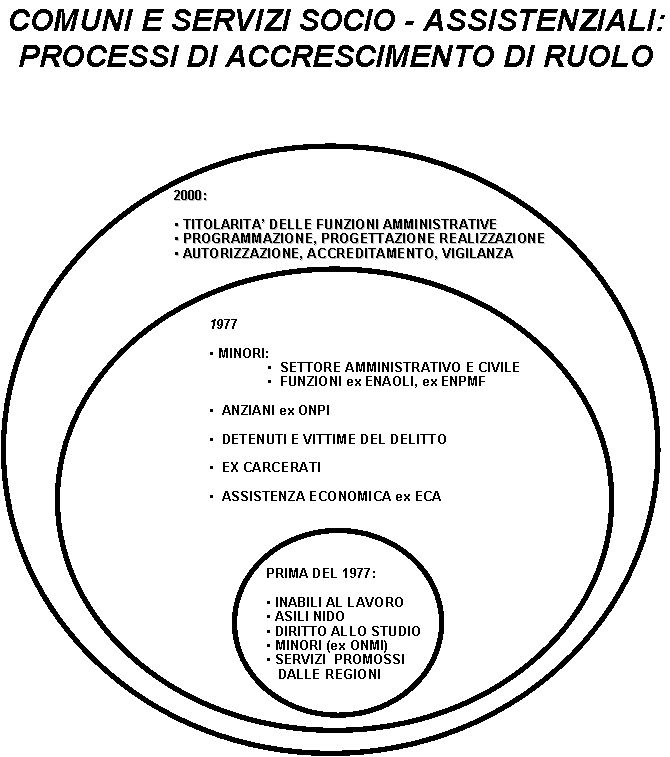 COMUNI E SERVIZI SOCIO - ASSISTENZIALI:
PROCESSI DI ACCRESCIMENTO DI RUOLO
2000:
• TITOLARITA' DELLE FUNZIONI AMMINISTRATIVE
• PROGRAMMAZIONE, PROGETTAZIONE REALIZZAZIONE
• AUTORIZZAZIONE, ACCREDITAMENTO, VIGILANZA
1977
• MINORI:
• SETTORE AMMINISTRATIVO E CIVILE
• FUNZIONI ex ENAOLI, ex ENPMF
• ANZIANI ex ONPI
• DETENUTI E VITTIME DEL DELITTO
• EX CARCERATI
• ASSISTENZA ECONOMICA ex ECA
PRIMA DEL 1977:
• INABILI AL LAVORO
• ASILI NIDO
• DIRITTO ALLO STUDIO
• MINORI (ex ONMI)
• SERVIZI PROMOSSI
DALLE REGIONI